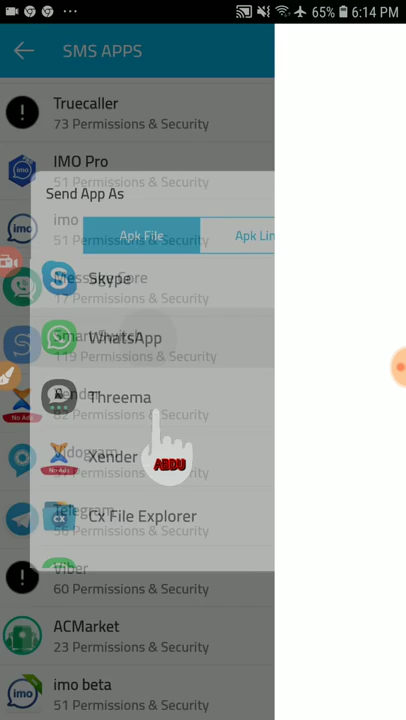 65% 6:14 PM
SMS APPS
Truecaller
73 Permissions & Security
IMO Pro
51 Permissions & Security
Send App As
imo
51 Permissions & Security
Apk File
Apk Lin
Skype
17 Permissions & Security
WhatsApp
119 Permissions & Security
Threema
Permissions & Security
No Ads
Xender
ABDU
No Ads
Permissions & Security
Telegram
Cx File Explorer
Permissions & Security
Viber
60 Permissions & Security
ACMarket
23 Permissions & Security
imo beta
51 Permissions & Security